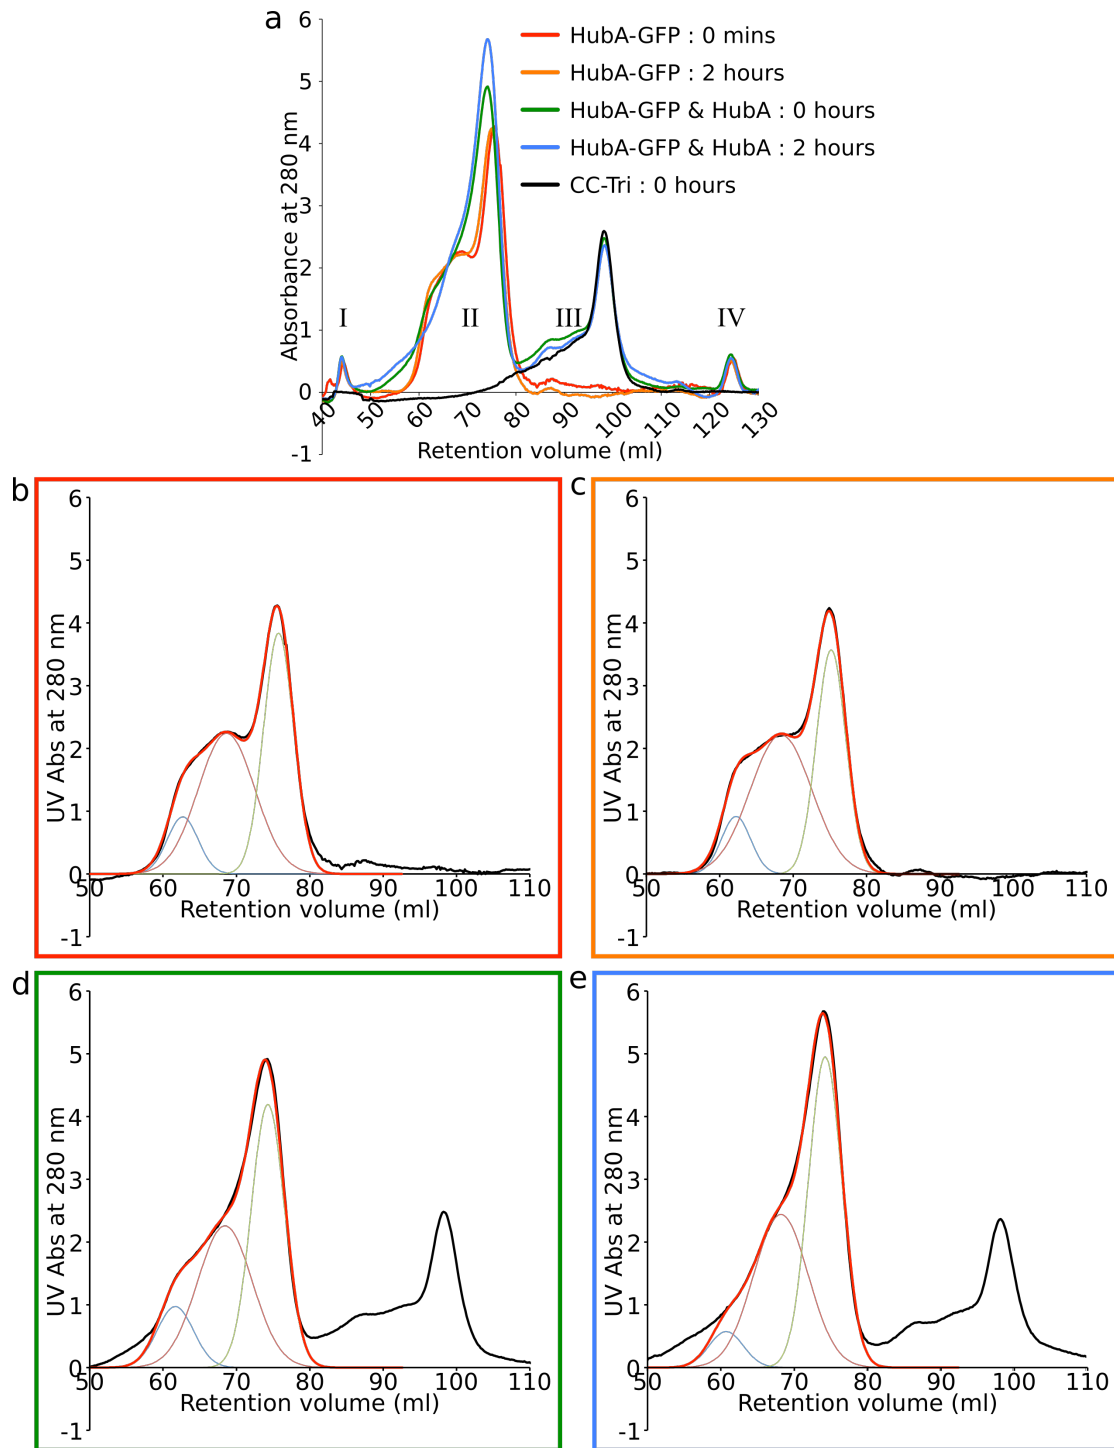 a
6
5
4
3
2
1
0
-1
Absorbance at 280 nm
HubA-GFP : 0 mins
HubA-GFP : 2 hours
HubA-GFP & HubA : 0 hours
HubA-GFP & HubA : 2 hours
CC-Tri : 0 hours
I II III IV
40 50 60 70 80 90 100 110 120 130
Retention volume (ml)
b
6
5
4
3
2
1
0
-1
UV Abs at 280 nm
50 60 70 80 90 100 110
Retention volume (ml)
c
6
5
4
3
2
1
0
-1
UV Abs at 280 nm
50 60 70 80 90 100 110
Retention volume (ml)
d
6
5
4
3
2
1
0
-1
UV Abs at 280 nm
50 60 70 80 90 100 110
Retention volume (ml)
e
6
5
4
3
2
1
0
-1
UV Abs at 280 nm
50 60 70 80 90 100 110
Retention volume (ml)